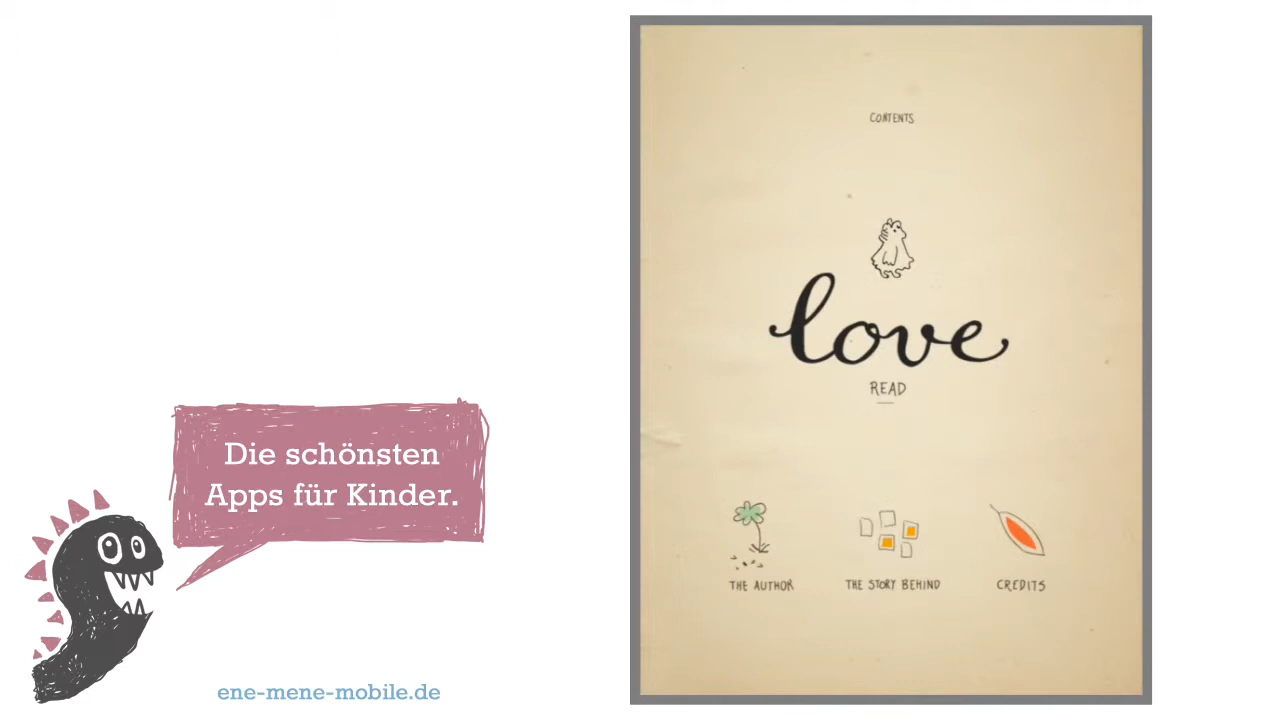 Die schönsten
Apps für Kinder.
ene-mene-mobile.de
CONTENTS
love
READ
THE AUTHOR
THE STORY BEHIND
CREDITS